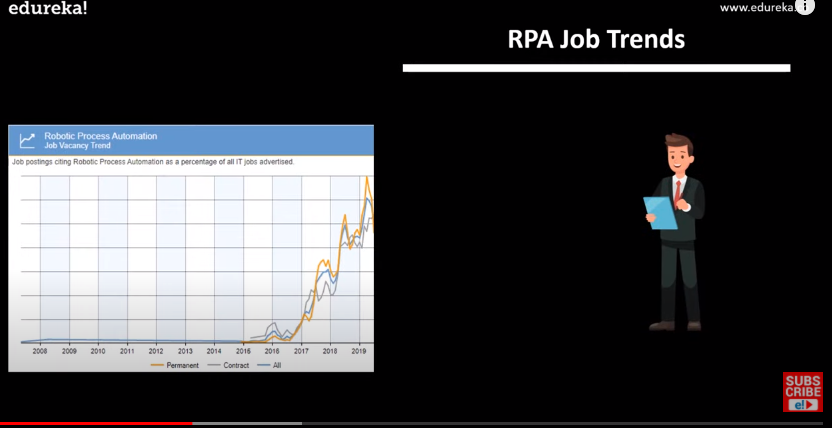 edureka!
www.edureka.
RPA Job Trends
Robotic Process Automation
Job Vacancy Trend
Job postings citing Robotic Process Automation as a percentage of all IT jobs advertised.
2008 2009 2010 2011 2012 2013 2014 2015 2016 2017 2018 2019
Permanent Contract All
SUBS
CRIBE
e!